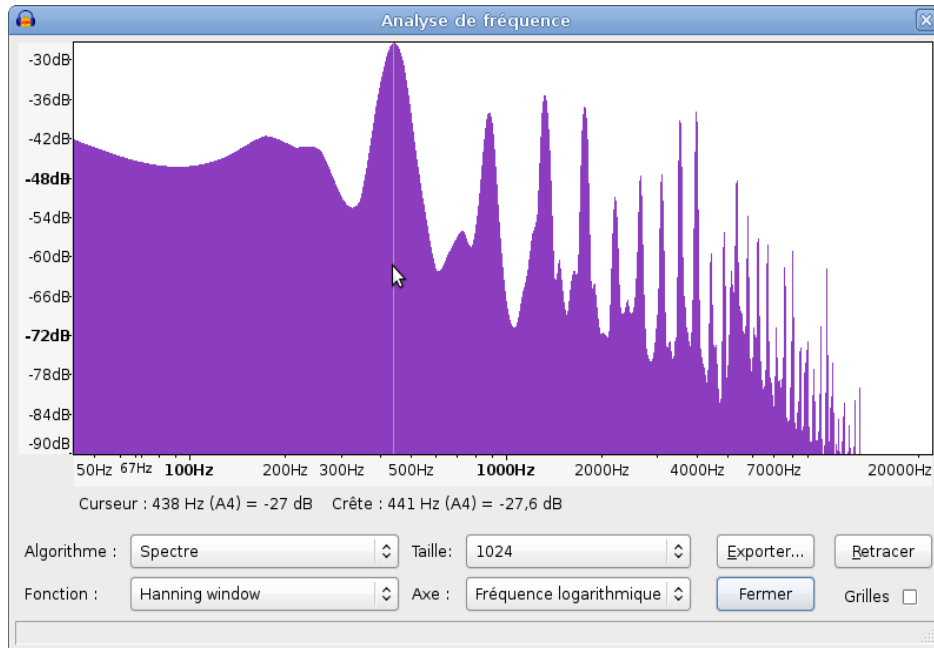 Analyse de fréquence
-30dB
-36dB
-42dB
-48dB
-54dB
-60dB
-66dB
-72dB
-78dB
-84dB
-90dB
50Hz 67Hz 100Hz 200Hz 300Hz 500Hz 1000Hz 2000Hz 4000Hz 7000Hz 20000Hz
Curseur : 438 Hz (A4) = -27 dB Crête : 441 Hz (A4) = -27,6 dB
Algorithme : Spectre Taille: 1024 Exporter... Retracer
Fonction : Hanning window Axe : Fréquence logarithmique Fermer Grilles